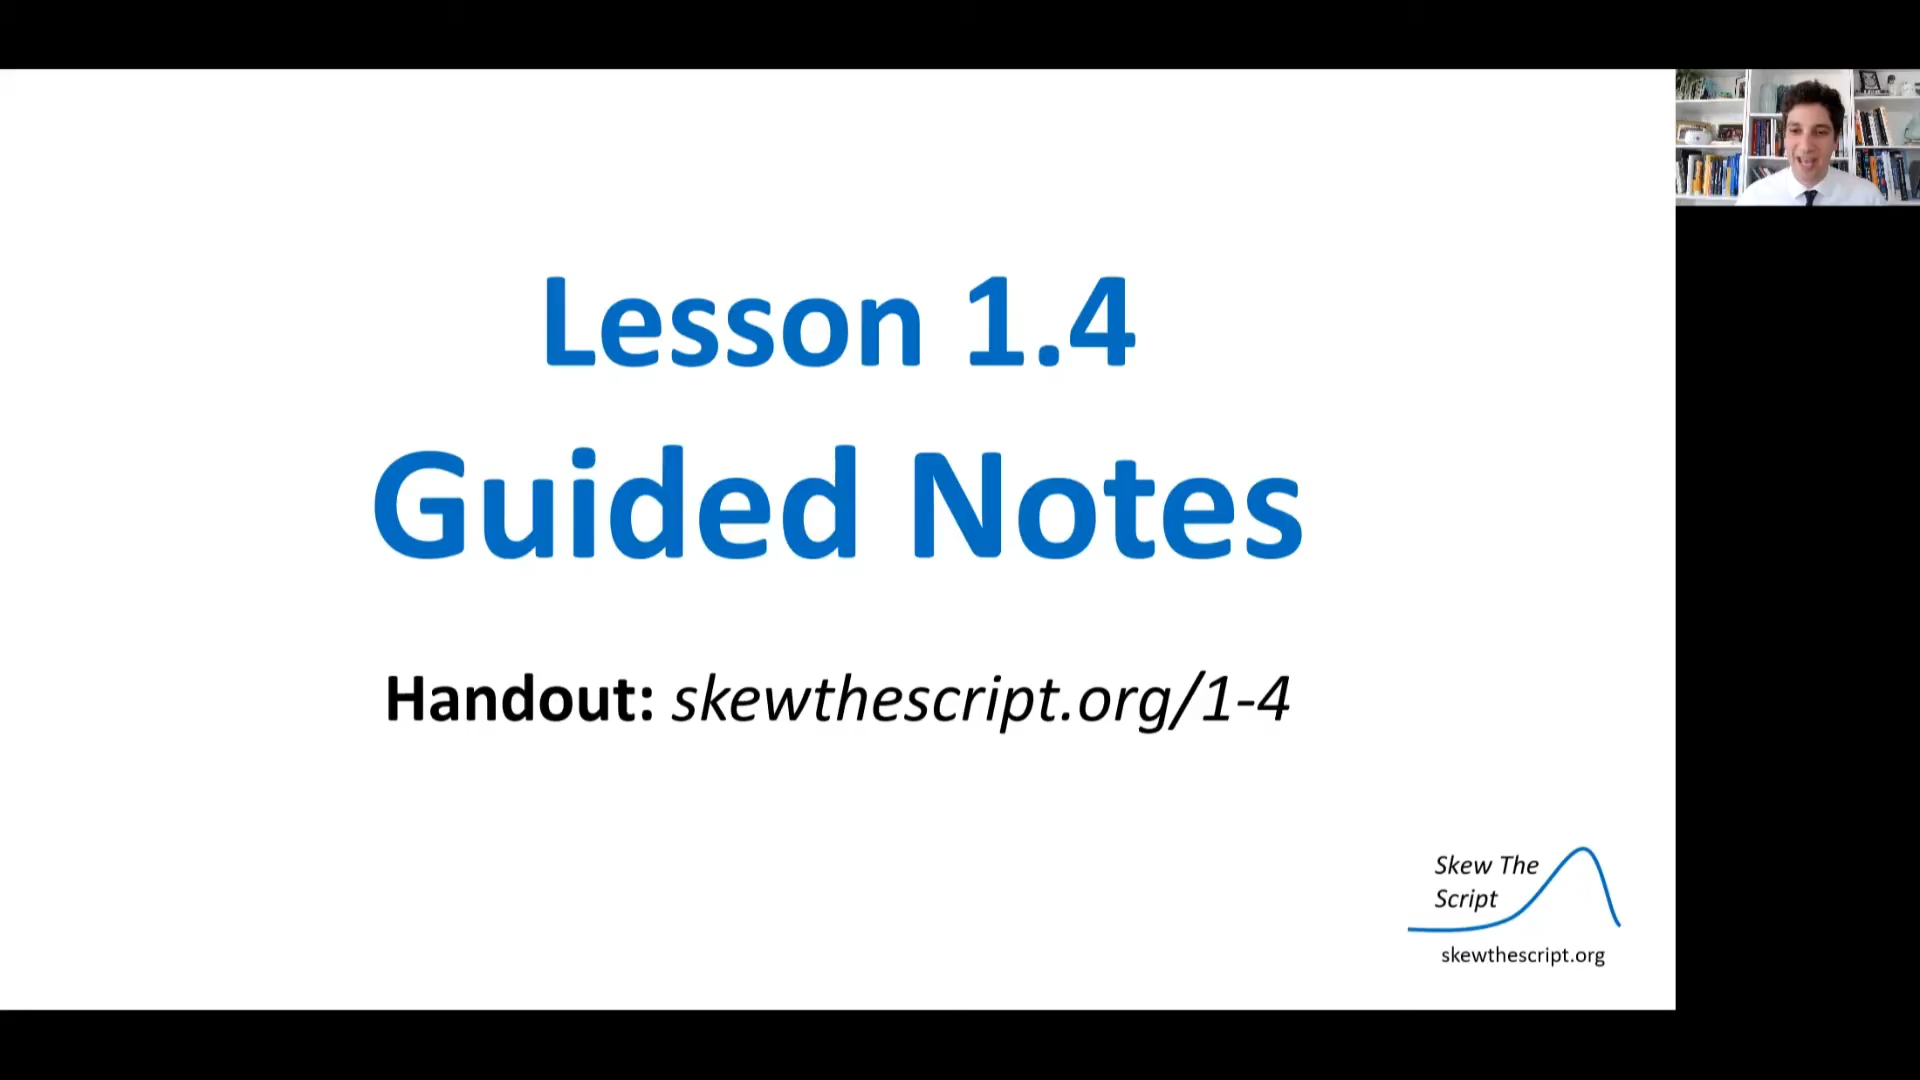 Lesson 1.4
Guided Notes
Handout: skewthescript.org/1-4
Skew The
Script
skewthescript.org